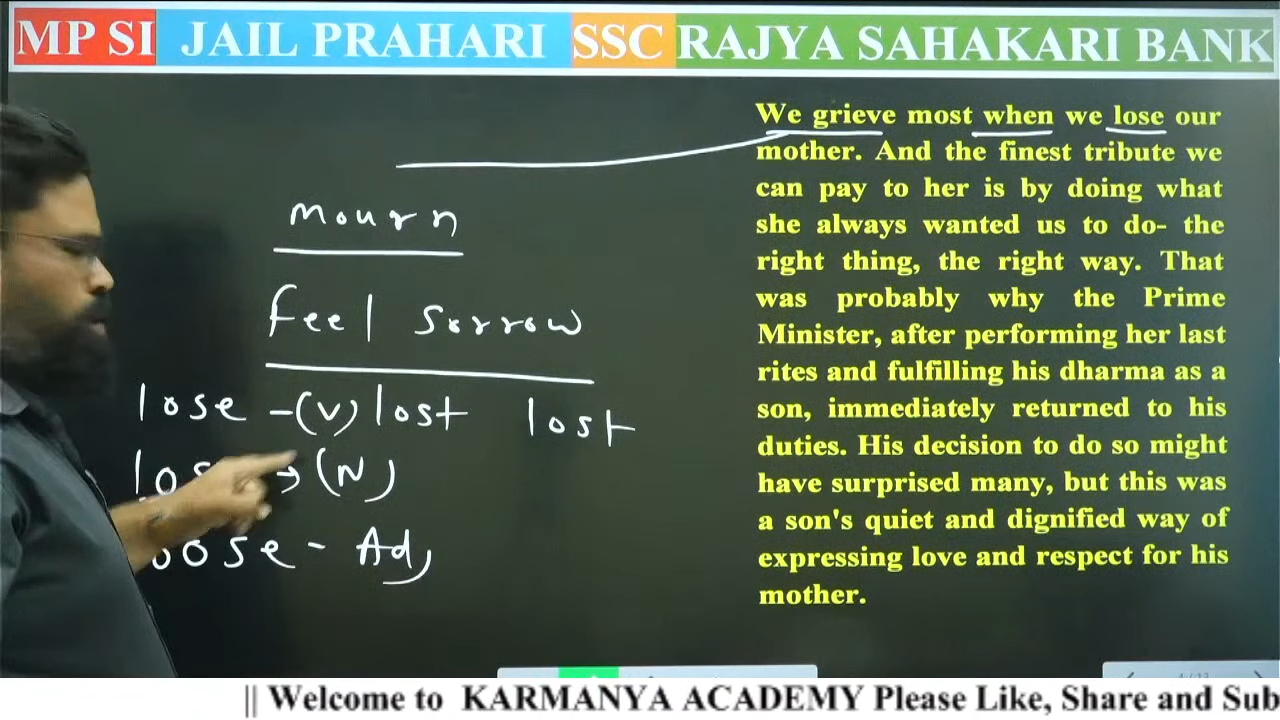 MP SI JAIL PRAHARI SSC RAJYA SAHAKARI BANK
We grieve most when we lose our
mother. And the finest tribute we
can pay to her is by doing what
she always wanted us to do- the
right thing, the right way. That
was probably why the Prime
Minister, after performing her last
rites and fulfilling his dharma as a
son, immediately returned to his
duties. His decision to do so might
have surprised many, but this was
a son's quiet and dignified way of
expressing love and respect for his
mother.
mourn
feel sorrow
lose -(V) lost lost
→ (N)
- Adj
|| Welcome to KARMANYA ACADEMY Please Like, Share and Sub